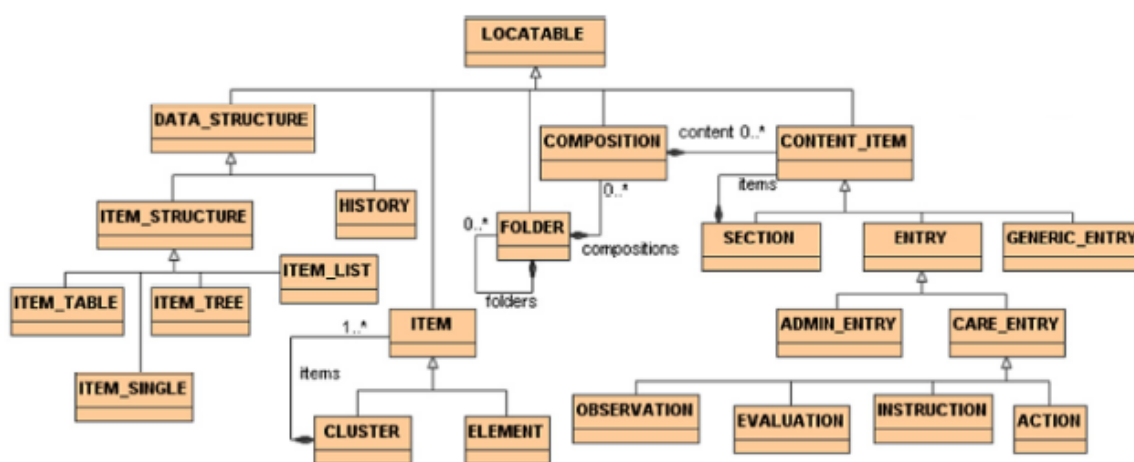 LOCATABLE
DATA_STRUCTURE
COMPOSITION
content 0..*
CONTENT_ITEM
0..*
items
ITEM_STRUCTURE
HISTORY
0..*
FOLDER
compositions
SECTION
ENTRY
GENERIC_ENTRY
ITEM_LIST
ITEM_TABLE
ITEM_TREE
folders
1..*
ITEM
ADMIN_ENTRY
CARE_ENTRY
items
ITEM_SINGLE
OBSERVATION
EVALUATION
INSTRUCTION
ACTION
CLUSTER
ELEMENT